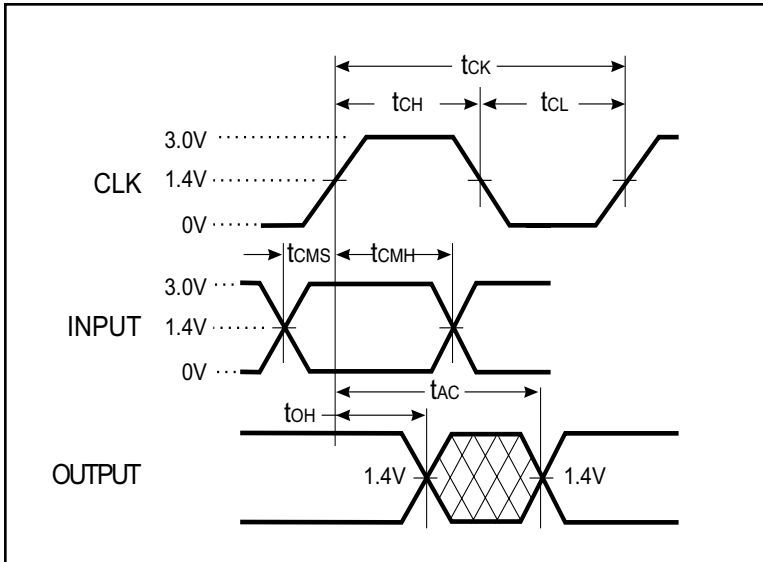 tCK
tCH tCL
3.0V
CLK 1.4V
0V
tCMS tCMH
3.0V
INPUT 1.4V
0V
tAC
tOH
OUTPUT 1.4V 1.4V